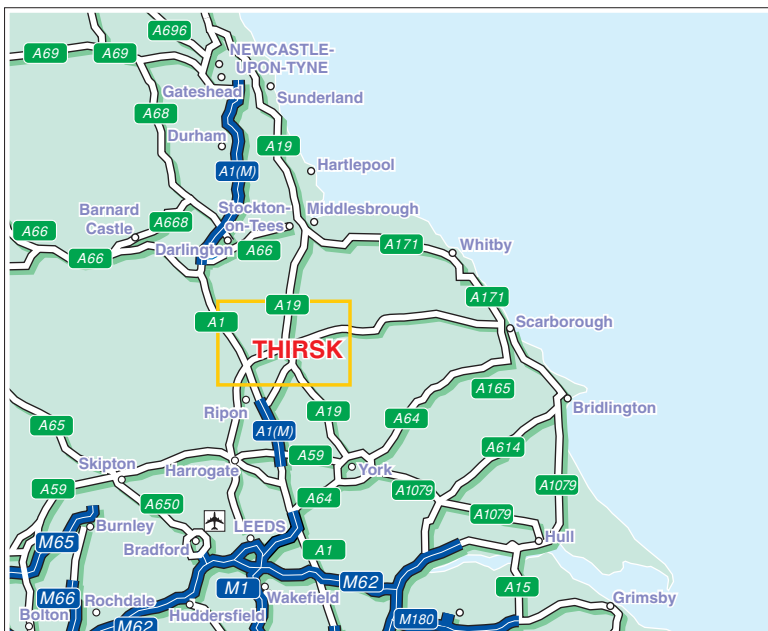 A696
A69
A69
NEWCASTLE-
UPON-TYNE
Gateshead
Sunderland
A68
Durham
A19
A1(M)
Hartlepool
Barnard
Castle
A668
Stockton-
on-Tees
Middlesbrough
A66
A66
Darlington
A66
A171
Whitby
A171
A19
A1
Scarborough
THIRSK
Ripon
A165
A19
A64
Bridlington
A65
A1(M)
A59
A614
Skipton
Harrogate
York
A59
A64
A1079
A1079
A650
A1079
Burnley
LEEDS
M65
Bradford
A1
Hull
M1
M62
A15
M66
Rochdale
Wakefield
Grimsby
Bolton
M62
Huddersfield
M180